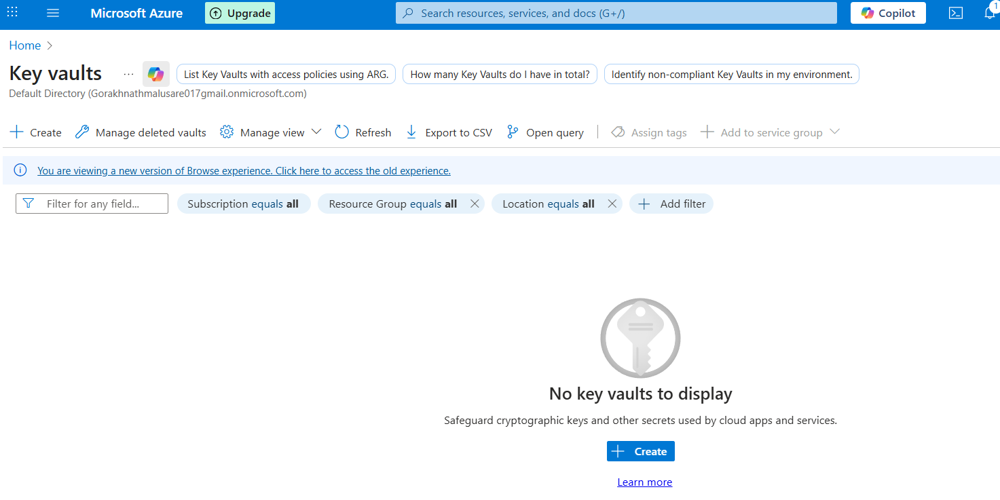 Microsoft Azure Upgrade Search resources, services, and docs (G+/) Copilot 1
Home
Key vaults ... List Key Vaults with access policies using ARG. How many Key Vaults do I have in total? Identify non-compliant Key Vaults in my environment.
Default Directory (Gorakhnathmalusare017gmail.onmicrosoft.com)
Create Manage deleted vaults Manage view Refresh Export to CSV Open query Assign tags Add to service group
You are viewing a new version of Browse experience. Click here to access the old experience.
Filter for any field... Subscription equals all Resource Group equals all Location equals all Add filter
No key vaults to display
Safeguard cryptographic keys and other secrets used by cloud apps and services.
Create
Learn more